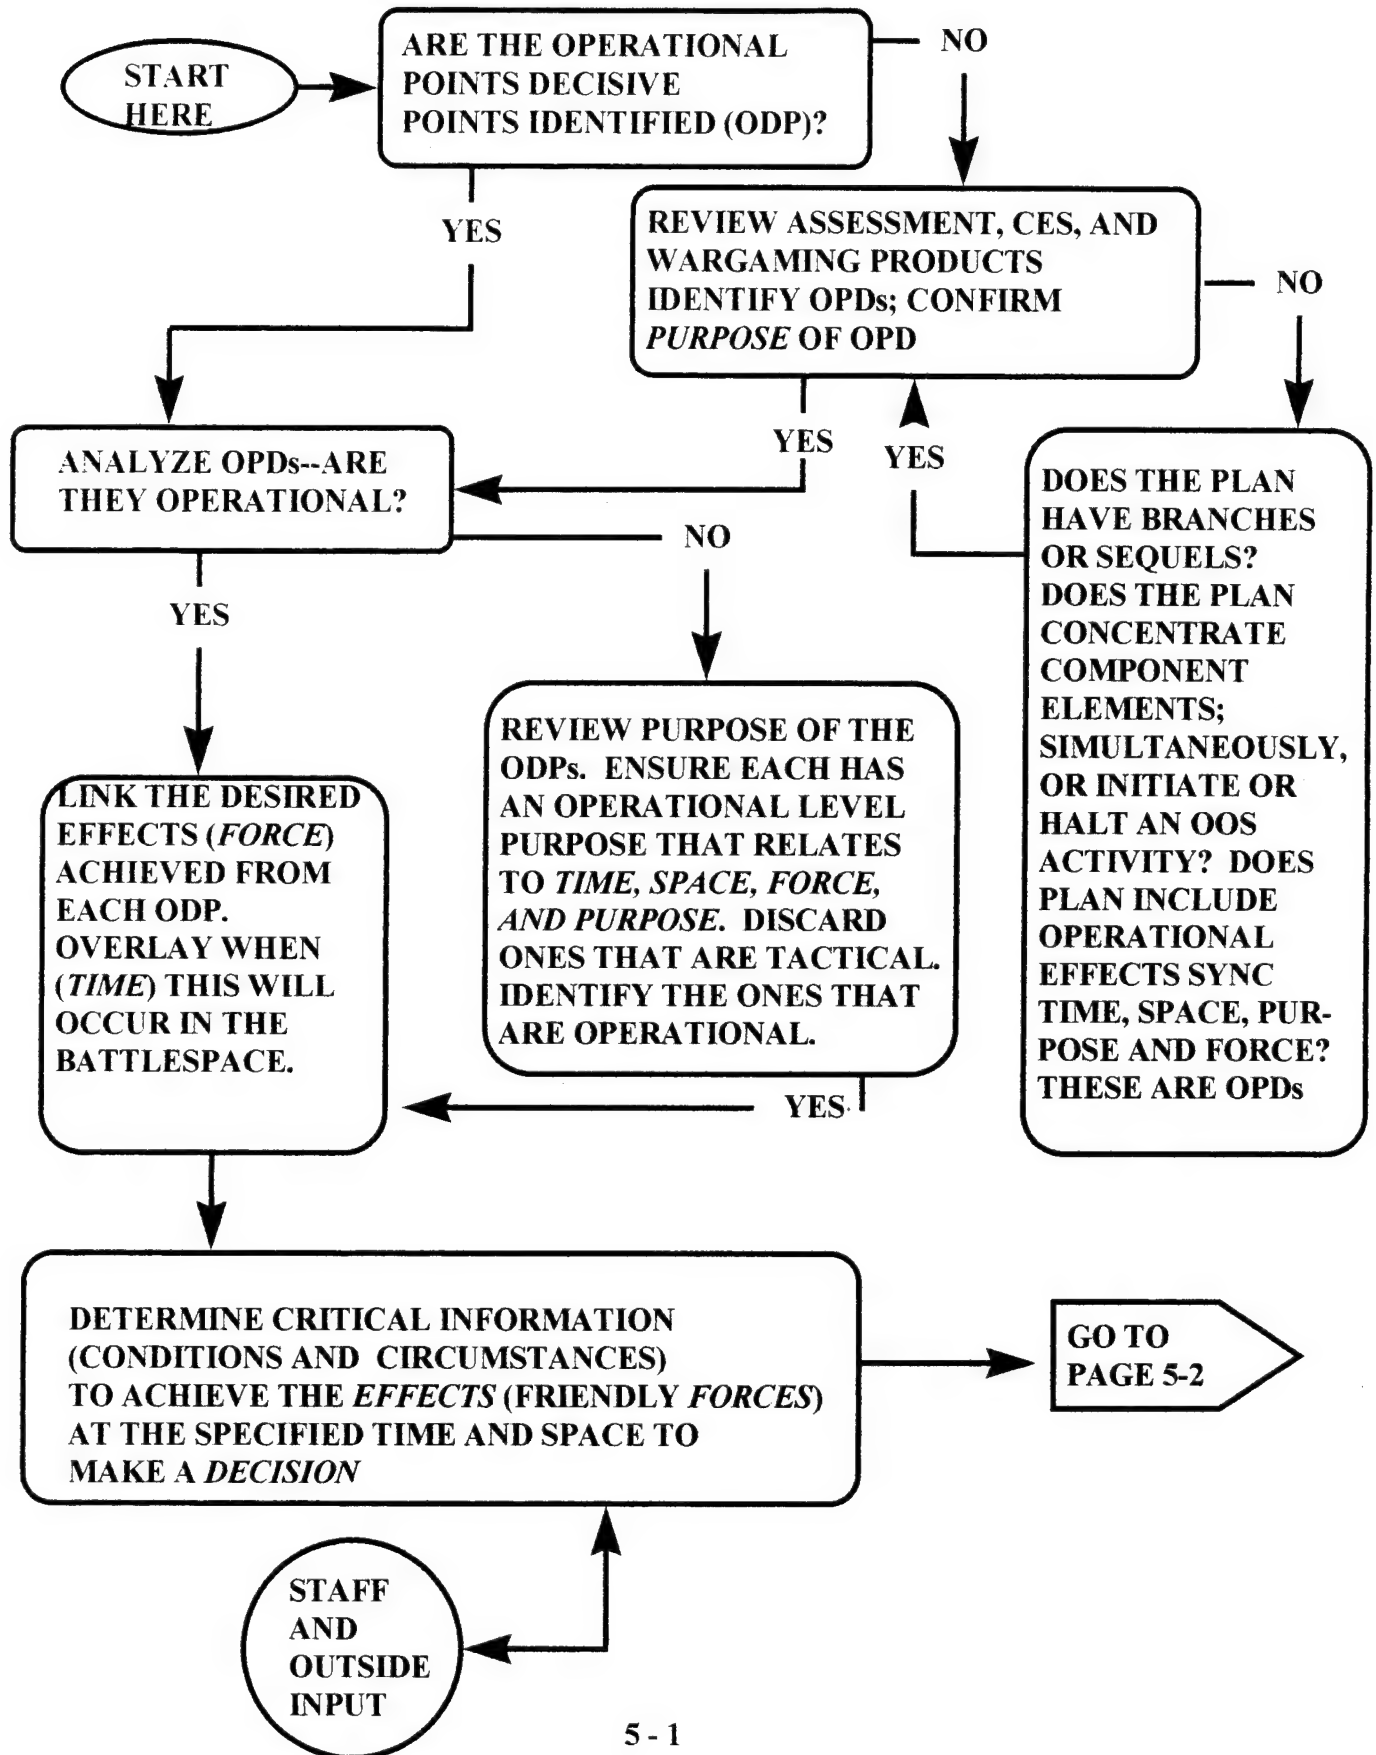 START
HERE
ARE THE OPERATIONAL
POINTS DECISIVE
POINTS IDENTIFIED (ODP)?
NO
YES
REVIEW ASSESSMENT, CES, AND
WARGAMING PRODUCTS
IDENTIFY OPDs; CONFIRM
PURPOSE OF OPD
NO
YES
YES
ANALYZE OPDs--ARE
THEY OPERATIONAL?
NO
YES
DOES THE PLAN
HAVE BRANCHES
OR SEQUELS?
DOES THE PLAN
CONCENTRATE
COMPONENT
ELEMENTS;
SIMULTANEOUSLY,
OR INITIATE OR
HALT AN OOS
ACTIVITY? DOES
PLAN INCLUDE
OPERATIONAL
EFFECTS SYNC
TIME, SPACE, PUR-
POSE AND FORCE?
THESE ARE OPDs
REVIEW PURPOSE OF THE
ODPs. ENSURE EACH HAS
AN OPERATIONAL LEVEL
PURPOSE THAT RELATES
TO TIME, SPACE, FORCE,
AND PURPOSE. DISCARD
ONES THAT ARE TACTICAL.
IDENTIFY THE ONES THAT
ARE OPERATIONAL.
YES
LINK THE DESIRED
EFFECTS (FORCE)
ACHIEVED FROM
EACH ODP.
OVERLAY WHEN
(TIME) THIS WILL
OCCUR IN THE
BATTLESPACE.
DETERMINE CRITICAL INFORMATION
(CONDITIONS AND CIRCUMSTANCES)
TO ACHIEVE THE EFFECTS (FRIENDLY FORCES)
AT THE SPECIFIED TIME AND SPACE TO
MAKE A DECISION
GO TO
PAGE 5-2
STAFF
AND
OUTSIDE
INPUT
5 - 1